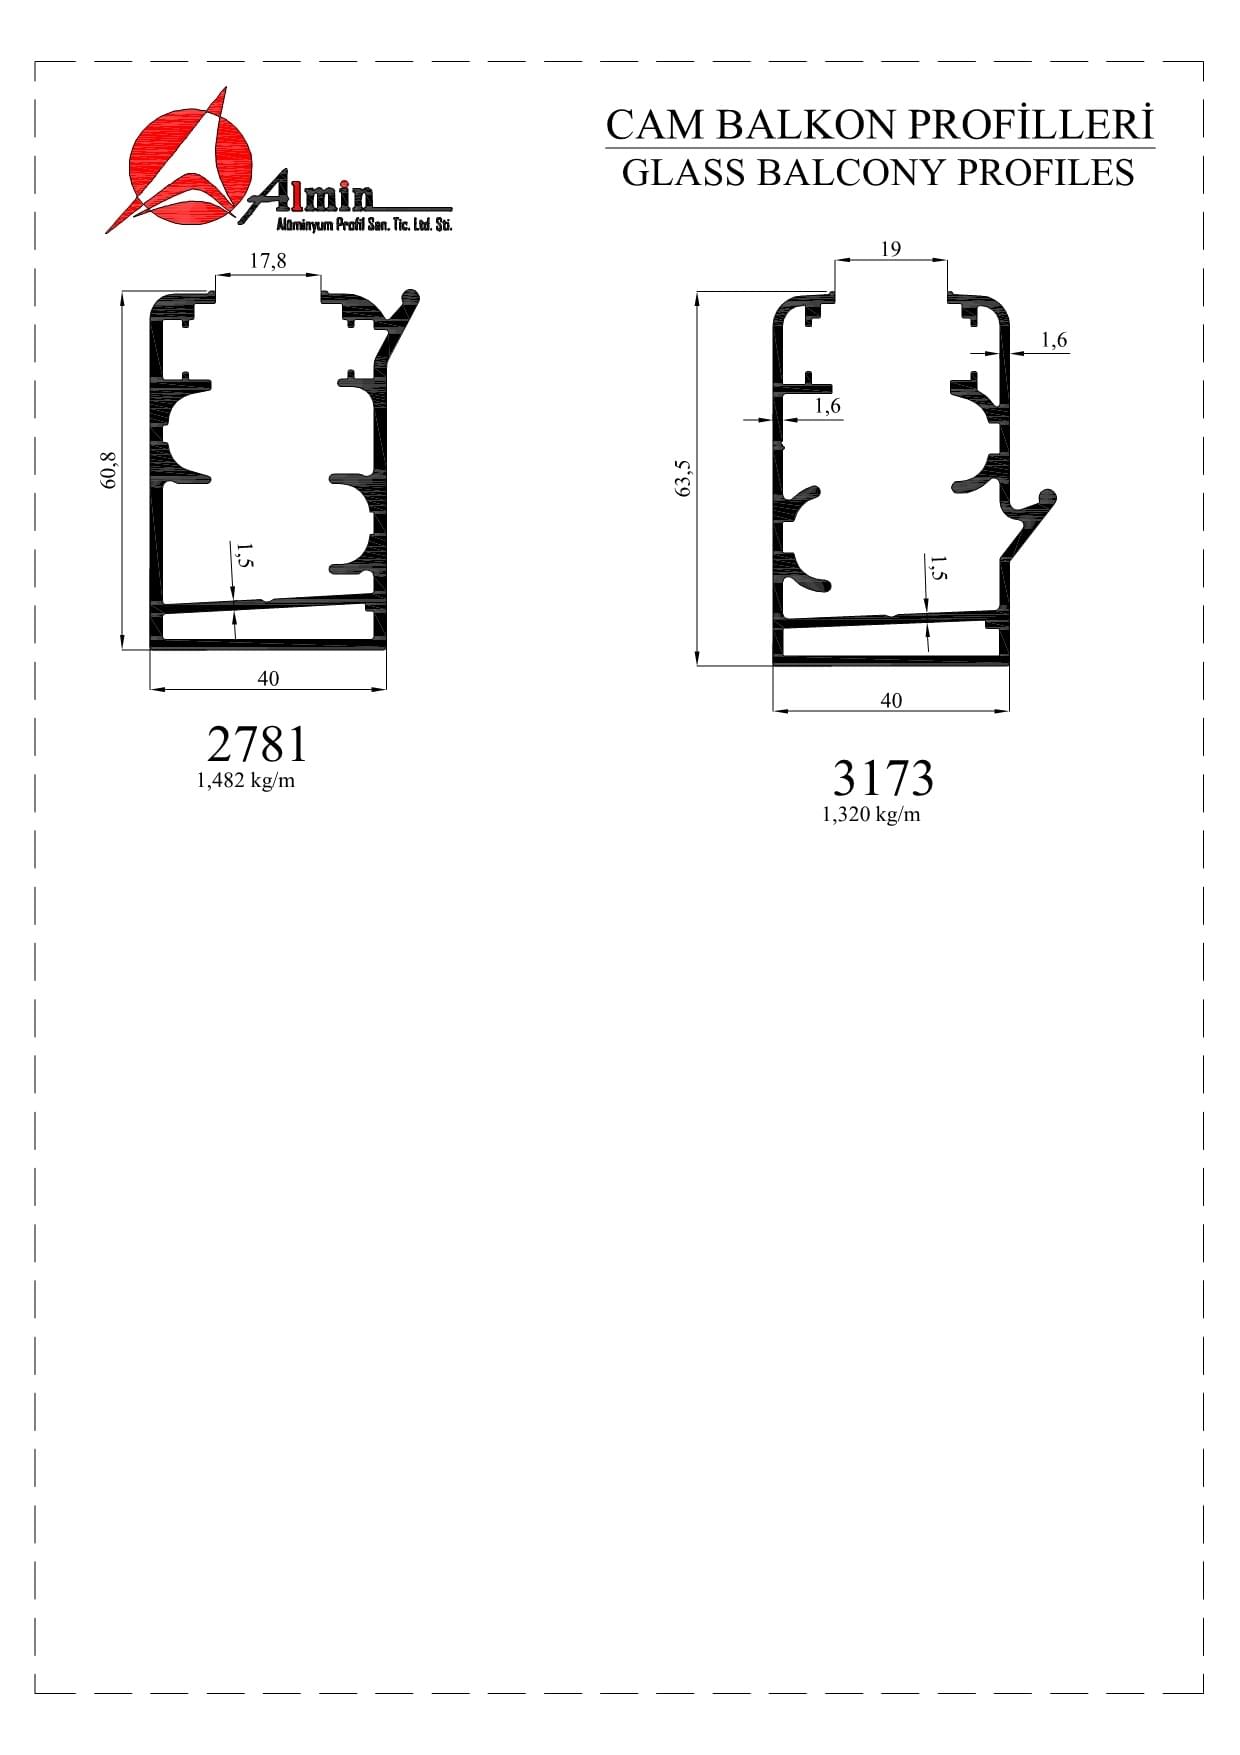 Almin
Alüminyum Profil San. Tic. Ltd. Şti.
CAM BALKON PROFİLLERİ
GLASS BALCONY PROFILES
17,8
60,8
1,5
40
2781
1,482 kg/m
19
1,6
1,6
63,5
1,5
40
3173
1,320 kg/m